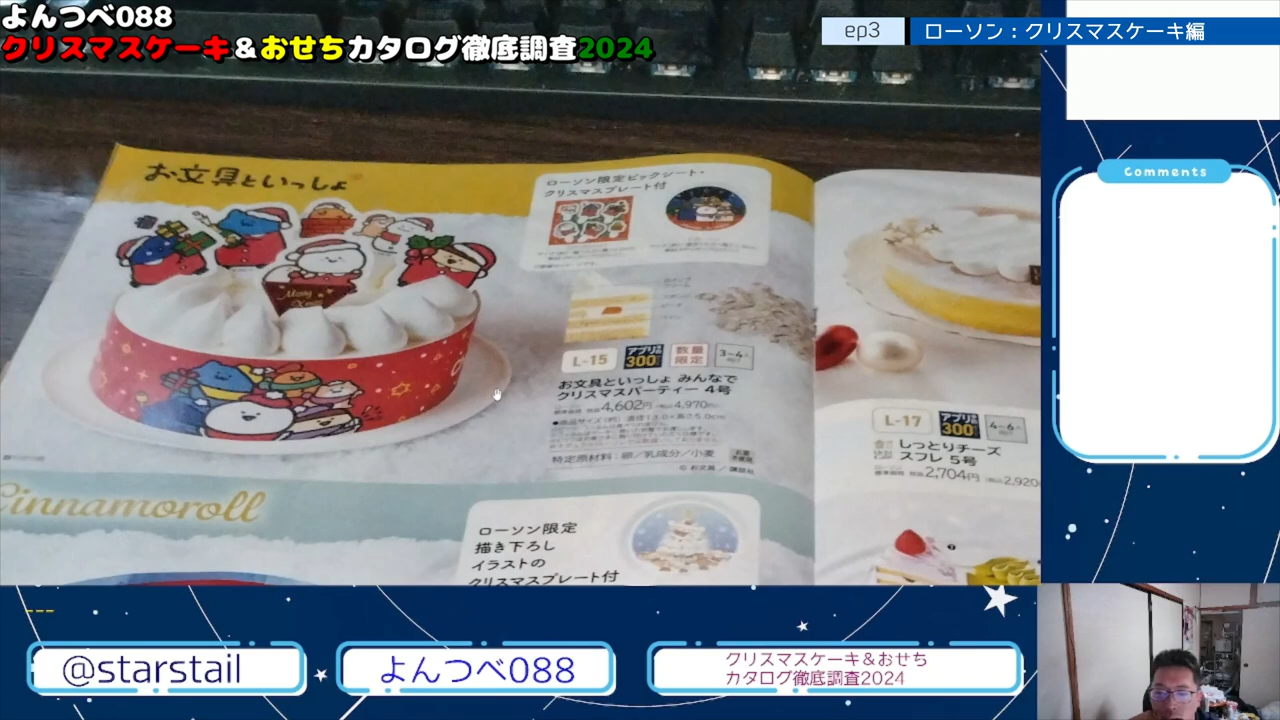 よんつべ088
クリスマスケーキ＆おせちカタログ徹底調査2024
ep3
ローソン：クリスマスケーキ編
Comments
お文具といっしょ
ローソン限定ピックシート・
クリスマスプレート付
Merry
L-15
アプリ予約
300
数量
限定
お文具といっしょ みんなで
クリスマスパーティー 4号
4,602円 4,970円
特定原材料：卵／乳成分／小麦
© お文具／講談社
L-17
アプリ予約
300
しっとりチーズ
スフレ 5号
2,704円 2,920
Cinnamoroll
ローソン限定
描き下ろし
イラストの
クリスマスプレート付
---
@starstail
よんつべ088
クリスマスケーキ＆おせち
カタログ徹底調査2024